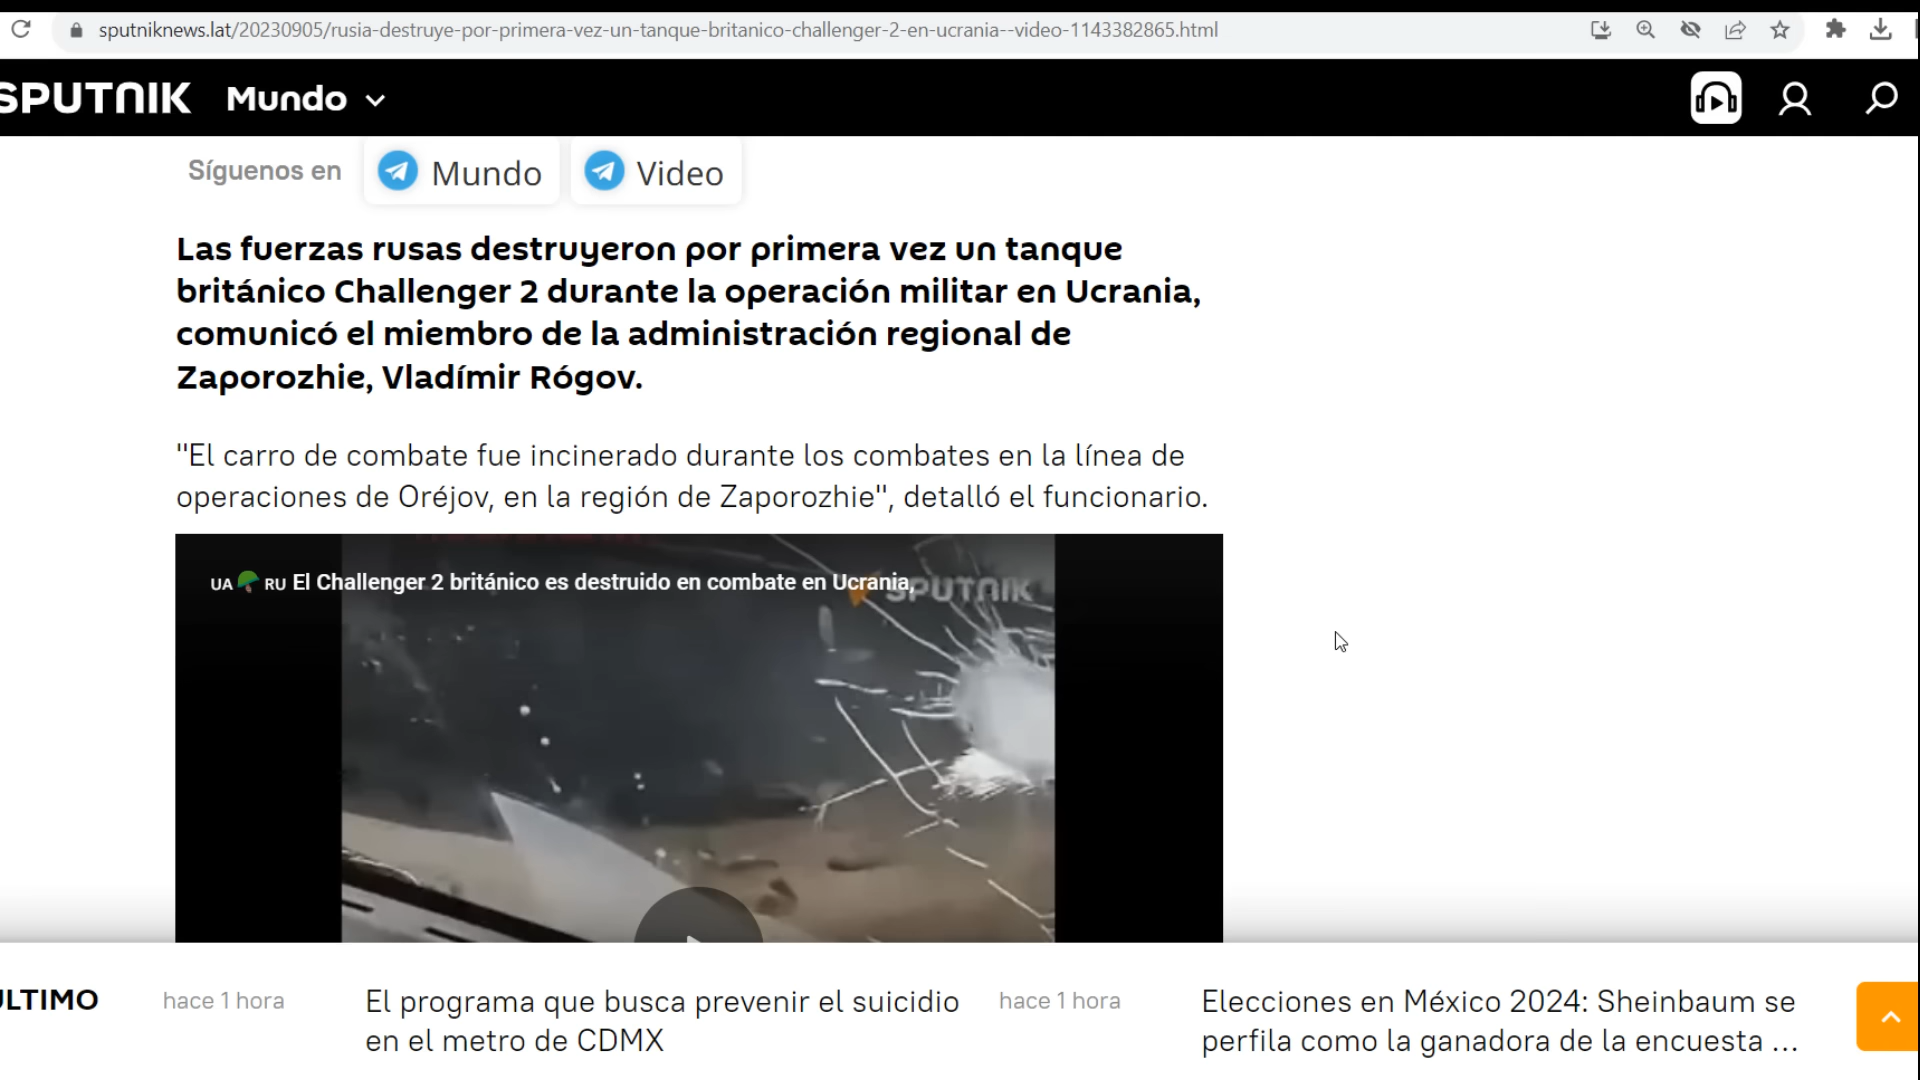 sputniknews.lat/20230905/rusia-destruye-por-primera-vez-un-tanque-britanico-challenger-2-en-ucrania--video-1143382865.html
SPUTNIK Mundo
Síguenos en Mundo Video
Las fuerzas rusas destruyeron por primera vez un tanque
británico Challenger 2 durante la operación militar en Ucrania,
comunicó el miembro de la administración regional de
Zaporozhie, Vladímir Rógov.
"El carro de combate fue incinerado durante los combates en la línea de
operaciones de Oréjov, en la región de Zaporozhie", detalló el funcionario.
UA RU El Challenger 2 británico es destruido en combate en Ucrania,
SPUTNIK
LTIMO hace 1 hora El programa que busca prevenir el suicidio
en el metro de CDMX
hace 1 hora Elecciones en México 2024: Sheinbaum se
perfila como la ganadora de la encuesta ...